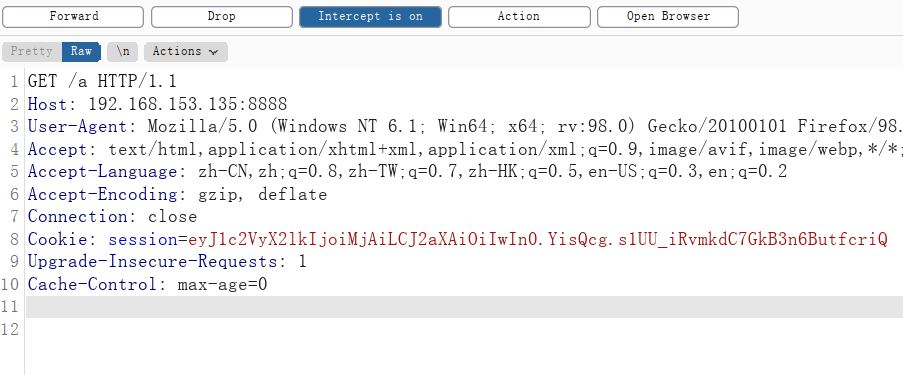 Forward Drop Intercept is on Action Open Browser
Pretty Raw \n Actions
1 GET /a HTTP/1.1
2 Host: 192.168.153.135:8888
3 User-Agent: Mozilla/5.0 (Windows NT 6.1; Win64; x64; rv:98.0) Gecko/20100101 Firefox/98.
4 Accept: text/html,application/xhtml+xml,application/xml;q=0.9,image/avif,image/webp,*/*;
5 Accept-Language: zh-CN,zh;q=0.8,zh-TW;q=0.7,zh-HK;q=0.5,en-US;q=0.3,en;q=0.2
6 Accept-Encoding: gzip, deflate
7 Connection: close
8 Cookie: session=eyJ1c2VyX2lkIjoiMjAiLCJ2aXAiOiIwIn0.YisQcg.s1UU_iRvmkdC7GkB3n6ButfcriQ
9 Upgrade-Insecure-Requests: 1
10 Cache-Control: max-age=0
11
12